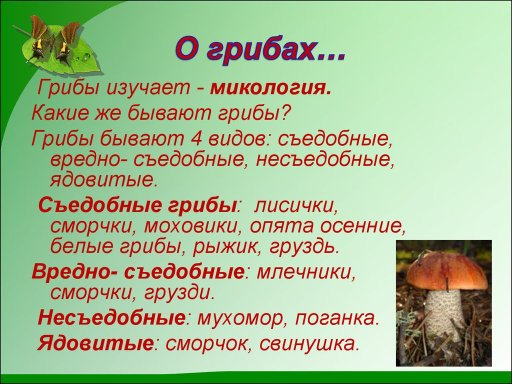 О грибах...
Грибы изучает - микология.
Какие же бывают грибы?
Грибы бывают 4 видов: съедобные,
вредно- съедобные, несъедобные,
ядовитые.
Съедобные грибы: лисички,
сморчки, моховики, опята осенние,
белые грибы, рыжик, груздь.
Вредно- съедобные: млечники,
сморчки, грузди.
Несъедобные: мухомор, поганка.
Ядовитые: сморчок, свинушка.